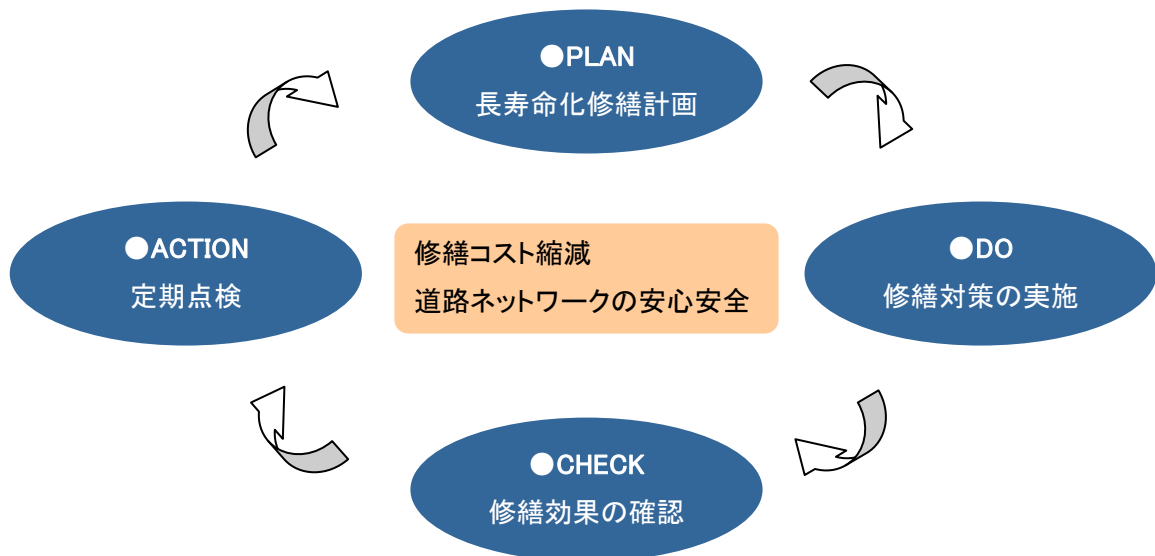 ●PLAN
長寿命化修繕計画
●ACTION
定期点検
修繕コスト縮減
道路ネットワークの安心安全
●DO
修繕対策の実施
●CHECK
修繕効果の確認